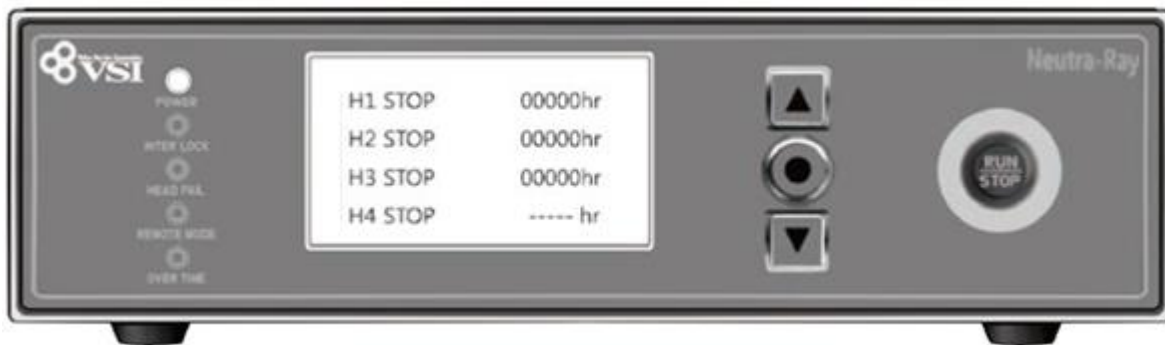 VSI
POWER
INTER LOCK
HEAD FAIL
REMOTE MODE
OVER TIME
H1 STOP 00000hr
H2 STOP 00000hr
H3 STOP 00000hr
H4 STOP ----- hr
Neutra-Ray
RUN
STOP